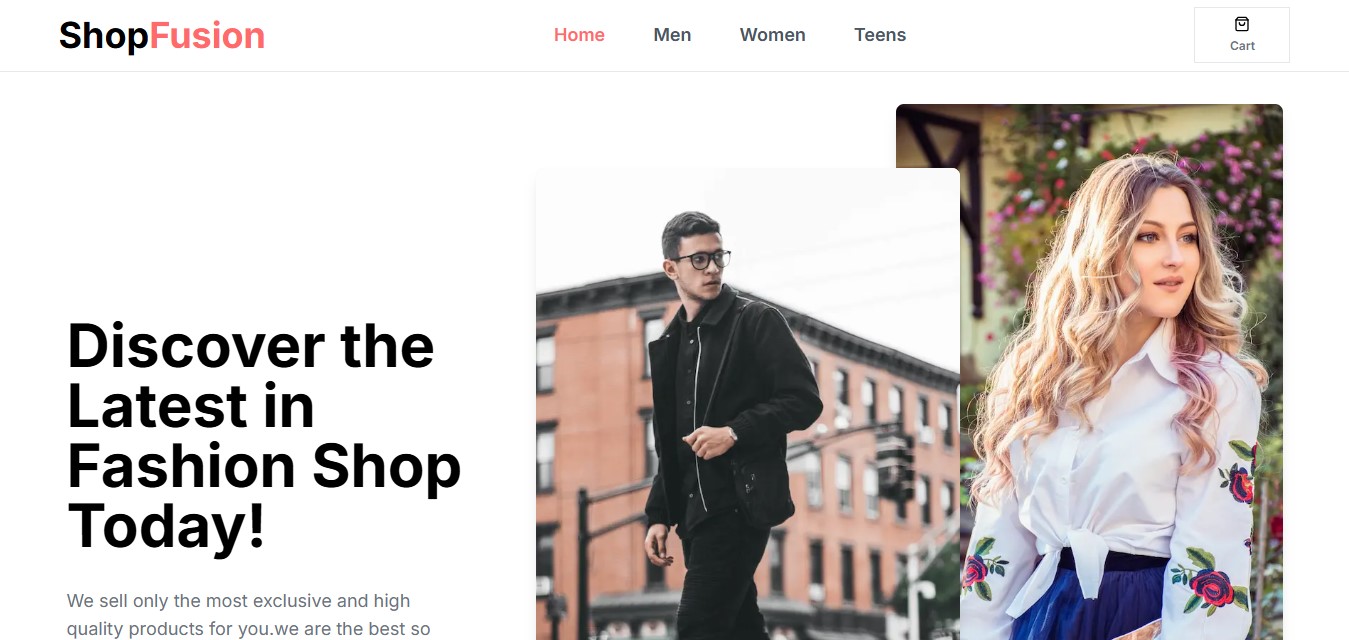 ShopFusion
Home
Men
Women
Teens
Cart
Discover the
Latest in
Fashion Shop
Today!
We sell only the most exclusive and high
quality products for you.we are the best so